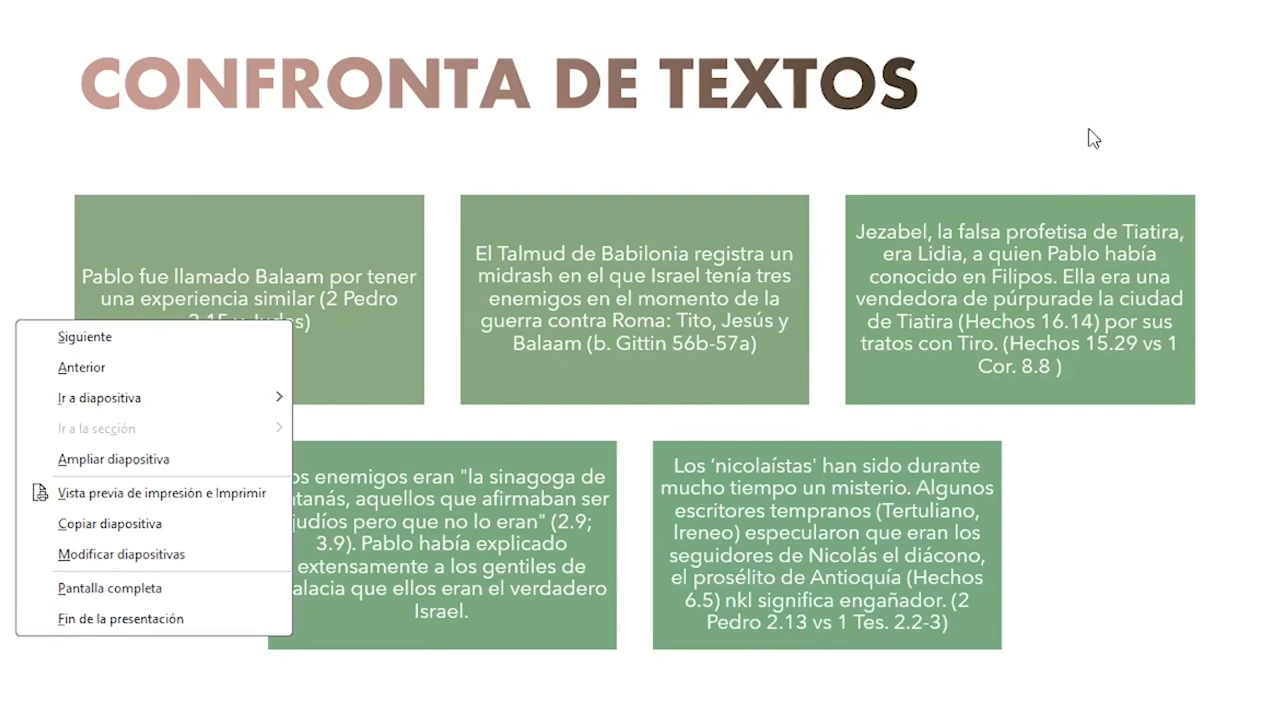 CONFRONTA DE TEXTOS
Pablo fue llamado Balaam por tener
una experiencia similar (2 Pedro
El Talmud de Babilonia registra un
midrash en el que Israel tenía tres
enemigos en el momento de la
guerra contra Roma: Tito, Jesús y
Balaam (b. Gittin 56b-57a)
Jezabel, la falsa profetisa de Tiatira,
era Lidia, a quien Pablo había
conocido en Filipos. Ella era una
vendedora de púrpurade la ciudad
de Tiatira (Hechos 16.14) por sus
tratos con Tiro. (Hechos 15.29 vs 1
Cor. 8.8 )
Siguiente
Anterior
Ir a diapositiva
Ir a la sección
Ampliar diapositiva
Vista previa de impresión e Imprimir
Copiar diapositiva
Modificar diapositivas
Pantalla completa
Fin de la presentación
enemigos eran "la sinagoga de
aquellos que afirmaban ser
judíos pero que no lo eran" (2.9;
3.9). Pablo había explicado
extensamente a los gentiles de
que ellos eran el verdadero
Israel.
Los ‘nicolaístas' han sido durante
mucho tiempo un misterio. Algunos
escritores tempranos (Tertuliano,
Ireneo) especularon que eran los
seguidores de Nicolás el diácono,
el prosélito de Antioquía (Hechos
6.5) nkl significa engañador. (2
Pedro 2.13 vs 1 Tes. 2.2-3)